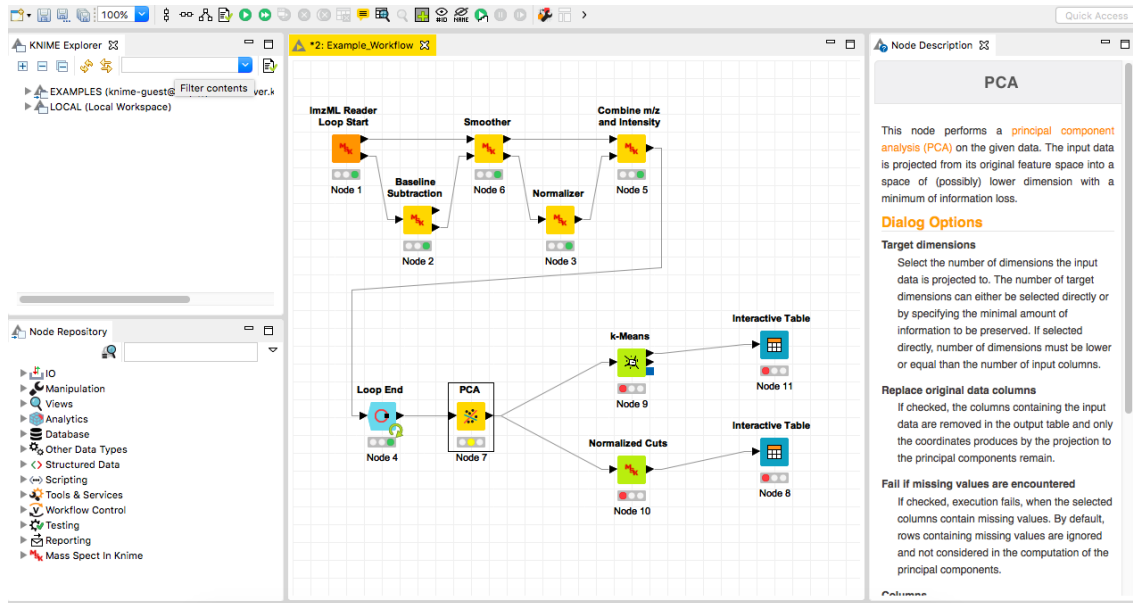 100%
#ID
NAME
Quick Access
KNIME Explorer
Filter contents
EXAMPLES (knime-guest@ ver.k
LOCAL (Local Workspace)
Node Repository
IO
Manipulation
Views
Analytics
Database
Other Data Types
Structured Data
Scripting
Tools & Services
Workflow Control
Testing
Reporting
Mass Spect In Knime
*2: Example_Workflow
ImzML Reader
Loop Start
Node 1
Baseline
Subtraction
Node 2
Smoother
Node 6
Normalizer
Node 3
Combine m/z
and Intensity
Node 5
Loop End
Node 4
PCA
Node 7
k-Means
Node 9
Normalized Cuts
Node 10
Interactive Table
Node 11
Interactive Table
Node 8
Node Description
PCA
This node performs a principal component
analysis (PCA) on the given data. The input data
is projected from its original feature space into a
space of (possibly) lower dimension with a
minimum of information loss.
Dialog Options
Target dimensions
Select the number of dimensions the input
data is projected to. The number of target
dimensions can either be selected directly or
by specifying the minimal amount of
information to be preserved. If selected
directly, number of dimensions must be lower
or equal than the number of input columns.
Replace original data columns
If checked, the columns containing the input
data are removed in the output table and only
the coordinates produces by the projection to
the principal components remain.
Fail if missing values are encountered
If checked, execution fails, when the selected
columns contain missing values. By default,
rows containing missing values are ignored
and not considered in the computation of the
principal components.
Columns